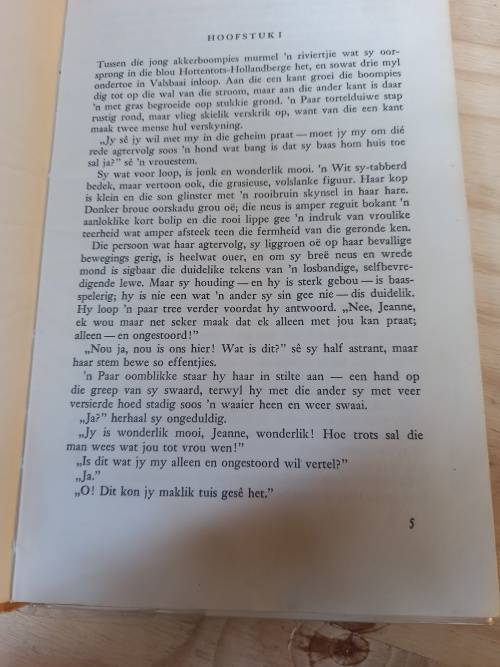 HOOFSTUK I
Tussen die jong akkerboompies murmel 'n riviertjie wat sy oor-
sprong in die blou Hottentots-Hollandberge het, en sowat drie myl
ondertoe in Valsbaai inloop. Aan die een kant groei die boompies
dig tot op die wal van die stroom, maar aan die ander kant is daar
'n met gras begroeide oop stukkie grond. 'n Paar tortelduiwe stap
rustig rond, maar vlieg skielik verskrik op, want van die een kant
maak twee mense hul verskyning.
„Jy sê jy wil met my in die geheim praat — moet jy my om dié
rede agtervolg soos 'n hond wat bang is dat sy baas hom huis toe
sal ja?” sê 'n vrouestem.
Sy wat voor loop, is jonk en wonderlik mooi. 'n Wit sy-tabberd
bedek, maar vertoon ook, die grasieuse, volslanke figuur. Haar kop
is klein en die son glinster met 'n rooibruin skynsel in haar hare.
Donker broue oorskadu grou oë; die neus is amper reguit bokant 'n
aanloklike kort bolip en die rooi lippe gee 'n indruk van vroulike
teerheid wat amper afsteek teen die fermheid van die geronde ken.
Die persoon wat haar agtervolg, sy liggroen oë op haar bevallige
bewegings gerig, is heelwat ouer, en om sy breë neus en wrede
mond is sigbaar die duidelike tekens van 'n losbandige, selfbevre-
digende lewe. Maar sy houding — en hy is sterk gebou — is baas-
spelerig; hy is nie een wat 'n ander sy sin gee nie — dis duidelik.
Hy loop 'n paar tree verder voordat hy antwoord. „Nee, Jeanne,
ek wou maar net seker maak dat ek alleen met jou kan praat;
alleen — en ongestoord!”
„Nou ja, nou is ons hier! Wat is dit?” sê sy half astrant, maar
haar stem bewe so effentjies.
'n Paar oomblikke staar hy haar in stilte aan — een hand op
die greep van sy swaard, terwyl hy met die ander sy met veer
versierde hoed stadig soos 'n waaier heen en weer swaai.
„Ja?” herhaal sy ongeduldig.
„Jy is wonderlik mooi, Jeanne, wonderlik! Hoe trots sal die
man wees wat jou tot vrou wen!”
„Is dit wat jy my alleen en ongestoord wil vertel?”
„Ja.”
„O! Dit kon jy maklik tuis gesê het.”
5